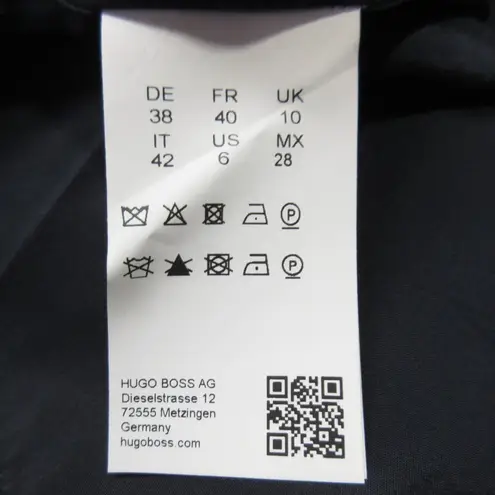 DE FR UK
38 40 10
IT US MX
42 6 28
P
P
HUGO BOSS AG
Dieselstrasse 12
72555 Metzingen
Germany
hugoboss.com